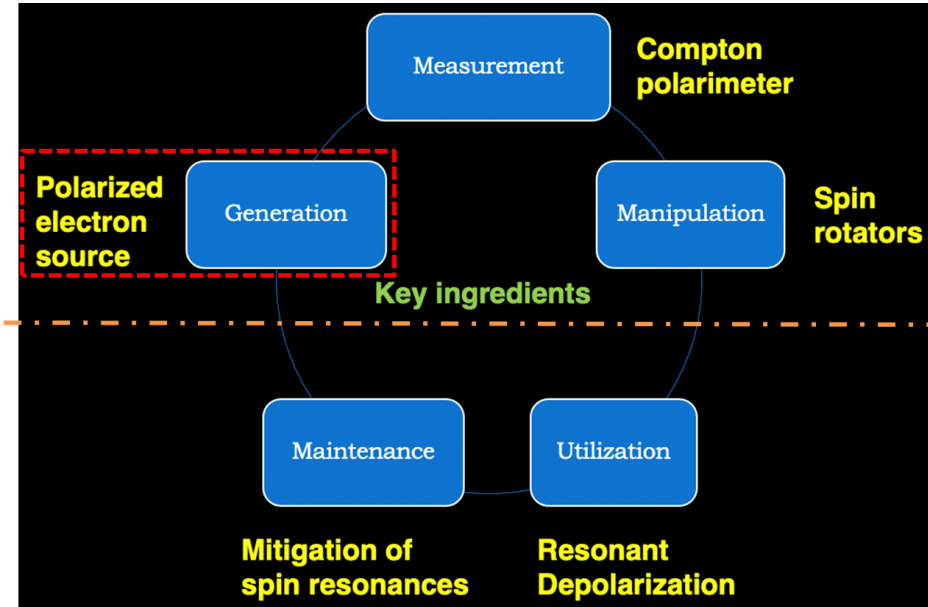 Measurement
Compton
polarimeter
Polarized
electron
source
Generation
Manipulation
Spin
rotators
Key ingredients
Maintenance
Utilization
Mitigation of
spin resonances
Resonant
Depolarization